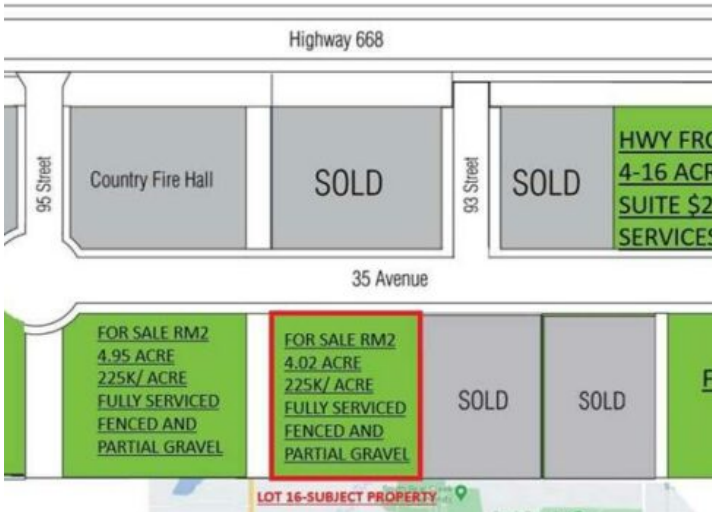 Highway 668
95 Street
Country Fire Hall
SOLD
93 Street
SOLD
HWY FRO
4-16 ACR
SUITE $2
SERVICES
35 Avenue
FOR SALE RM2
4.95 ACRE
225K/ ACRE
FULLY SERVICED
FENCED AND
PARTIAL GRAVEL
FOR SALE RM2
4.02 ACRE
225K/ ACRE
FULLY SERVICED
FENCED AND
PARTIAL GRAVEL
SOLD
SOLD
F
LOT 16-SUBJECT PROPERTY